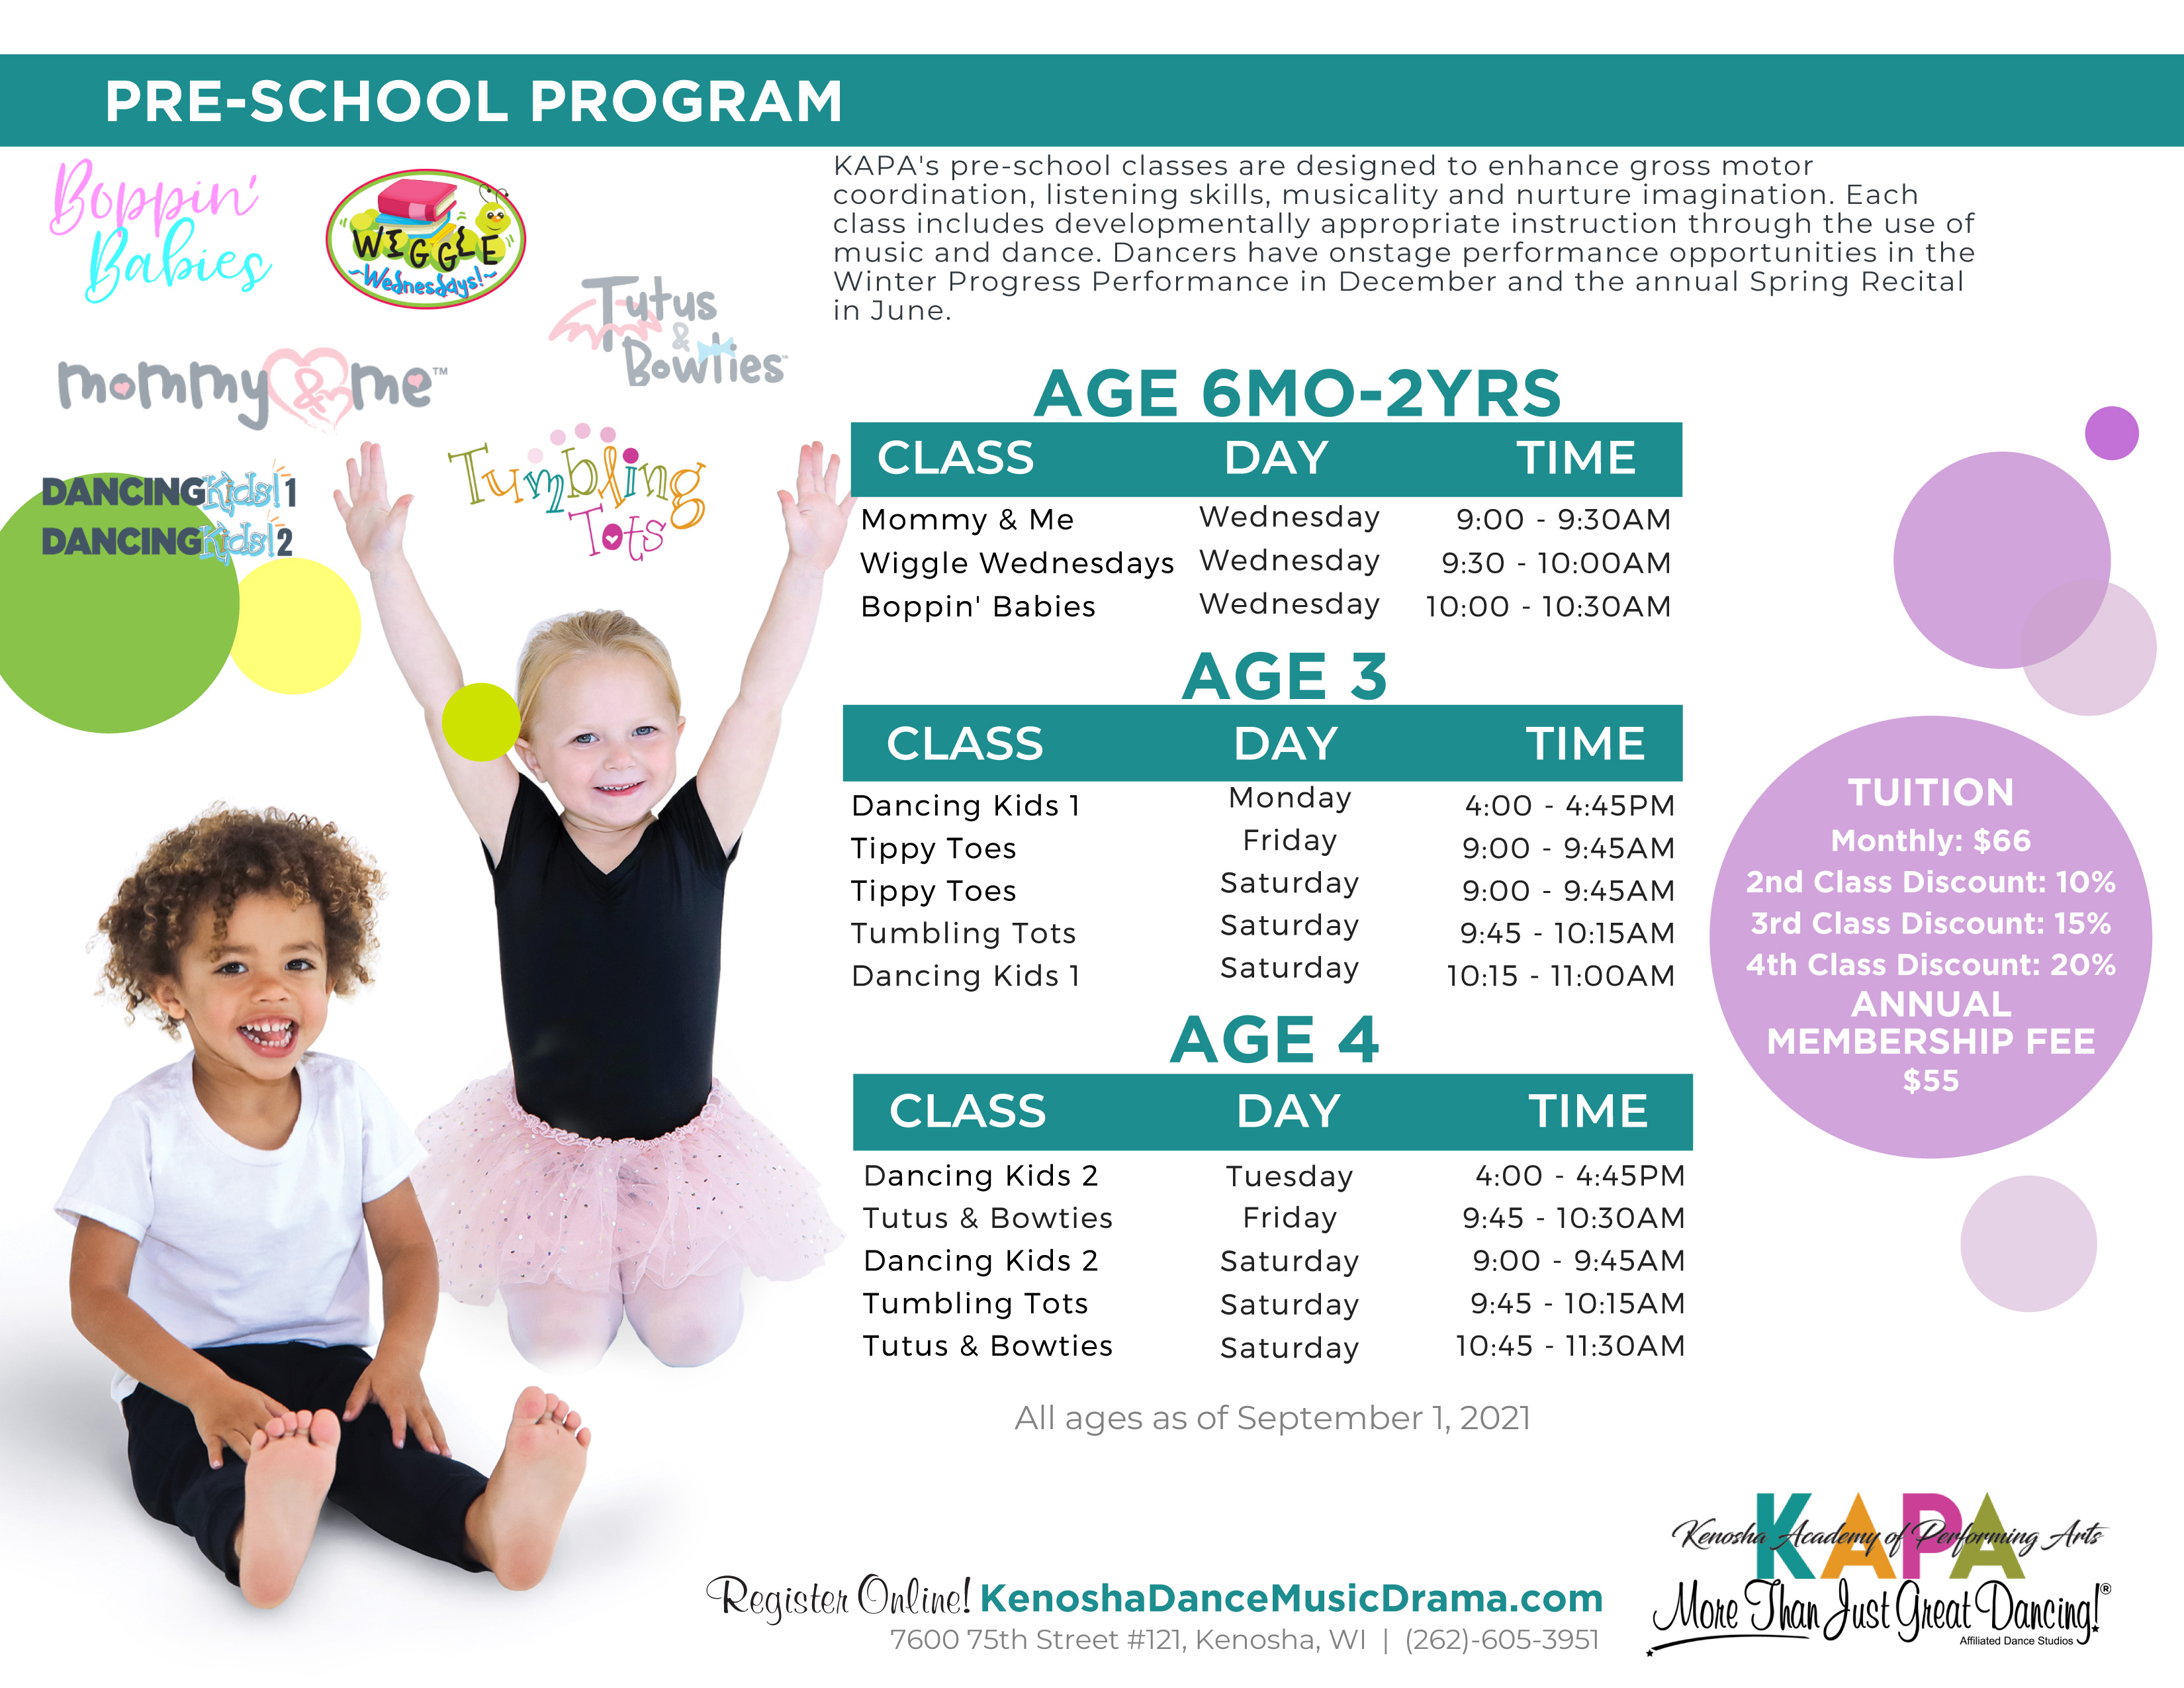 PRE-SCHOOL PROGRAM
Boppin'
Babies
WIGGLE
~Wednesdays!~
Tutus
&
Bowties™
mommy & me™
DANCING Kids! 1
DANCING Kids! 2
Tumbling
Tots
KAPA's pre-school classes are designed to enhance gross motor
coordination, listening skills, musicality and nurture imagination. Each
class includes developmentally appropriate instruction through the use of
music and dance. Dancers have onstage performance opportunities in the
Winter Progress Performance in December and the annual Spring Recital
in June.
AGE 6MO-2YRS
CLASS DAY TIME
Mommy & Me Wednesday 9:00 - 9:30AM
Wiggle Wednesdays Wednesday 9:30 - 10:00AM
Boppin' Babies Wednesday 10:00 - 10:30AM
AGE 3
CLASS DAY TIME
Dancing Kids 1 Monday 4:00 - 4:45PM
Tippy Toes Friday 9:00 - 9:45AM
Tippy Toes Saturday 9:00 - 9:45AM
Tumbling Tots Saturday 9:45 - 10:15AM
Dancing Kids 1 Saturday 10:15 - 11:00AM
AGE 4
CLASS DAY TIME
Dancing Kids 2 Tuesday 4:00 - 4:45PM
Tutus & Bowties Friday 9:45 - 10:30AM
Dancing Kids 2 Saturday 9:00 - 9:45AM
Tumbling Tots Saturday 9:45 - 10:15AM
Tutus & Bowties Saturday 10:45 - 11:30AM
All ages as of September 1, 2021
TUITION
Monthly: $66
2nd Class Discount: 10%
3rd Class Discount: 15%
4th Class Discount: 20%
ANNUAL
MEMBERSHIP FEE
$55
Register Online! KenoshaDanceMusicDrama.com
7600 75th Street #121, Kenosha, WI | (262)-605-3951
KAPA
Kenosha Academy of Performing Arts
More Than Just Great Dancing!®
Affiliated Dance Studios